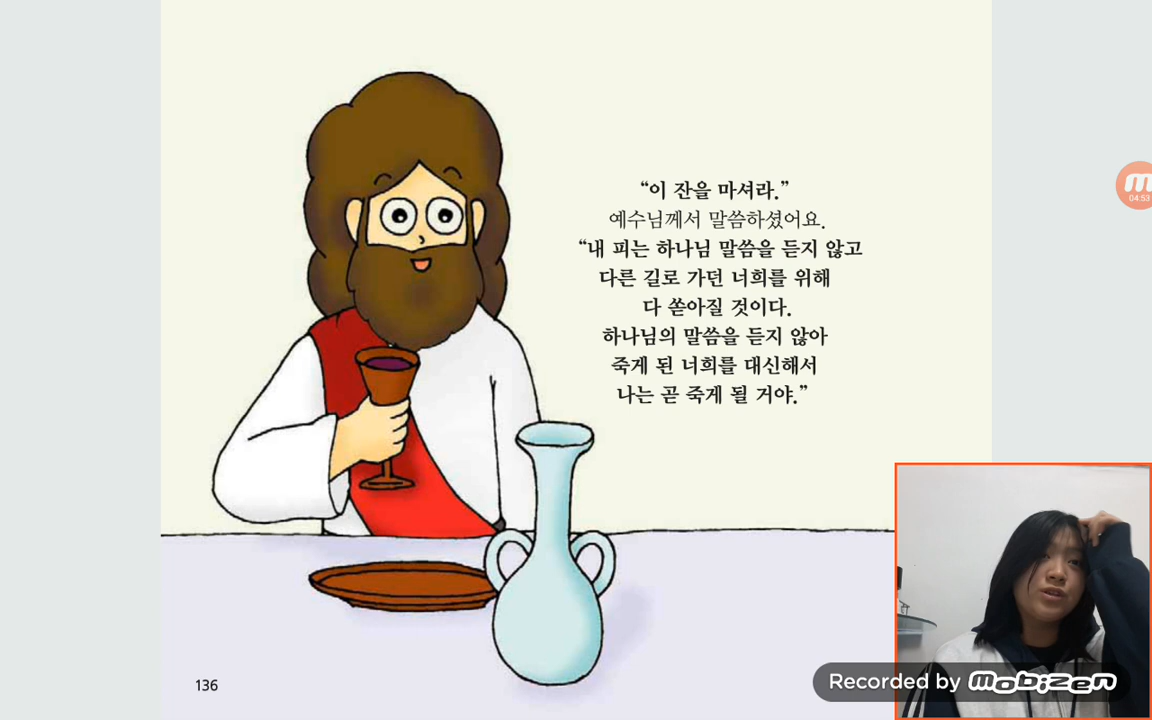 “이 잔을 마셔라.”
예수님께서 말씀하셨어요.
“내 피는 하나님 말씀을 듣지 않고
다른 길로 가던 너희를 위해
다 쏟아질 것이다.
하나님의 말씀을 듣지 않아
죽게 된 너희를 대신해서
나는 곧 죽게 될 거야.”
136
04:53
Recorded by mobizen